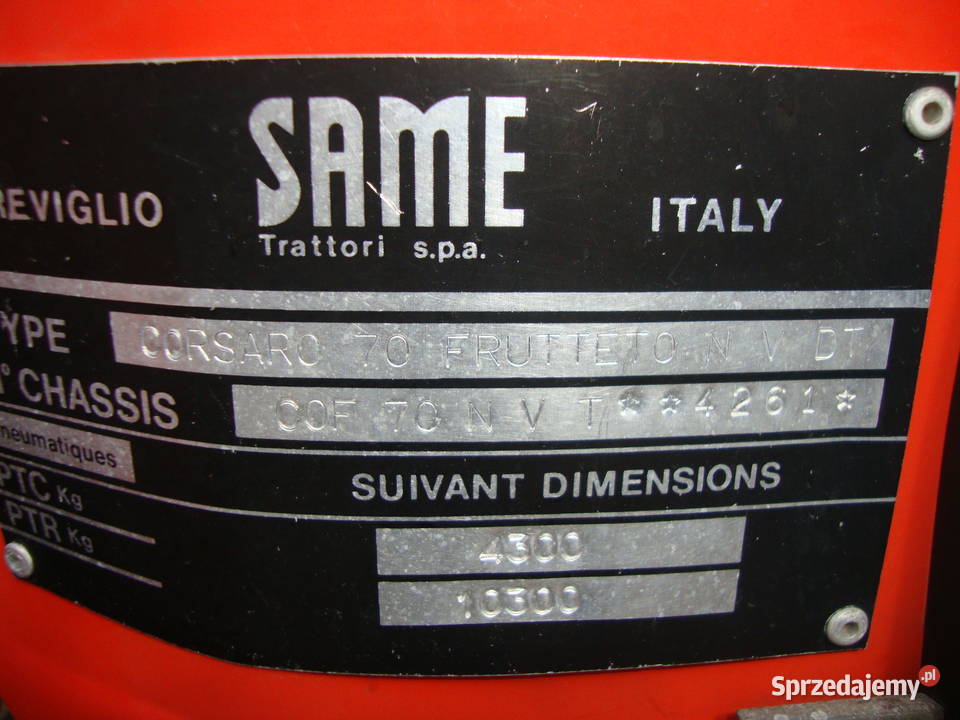 SAME
REVIGLIO
ITALY
Trattori s.p.a.
YPE CORSARO 70 FRUTTETO N V DT
° CHASSIS COF 70 N V T**4261*
neumatiques SUIVANT DIMENSIONS
PTC Kg 4300
PTR Kg 10300
Sprzedajemy.pl